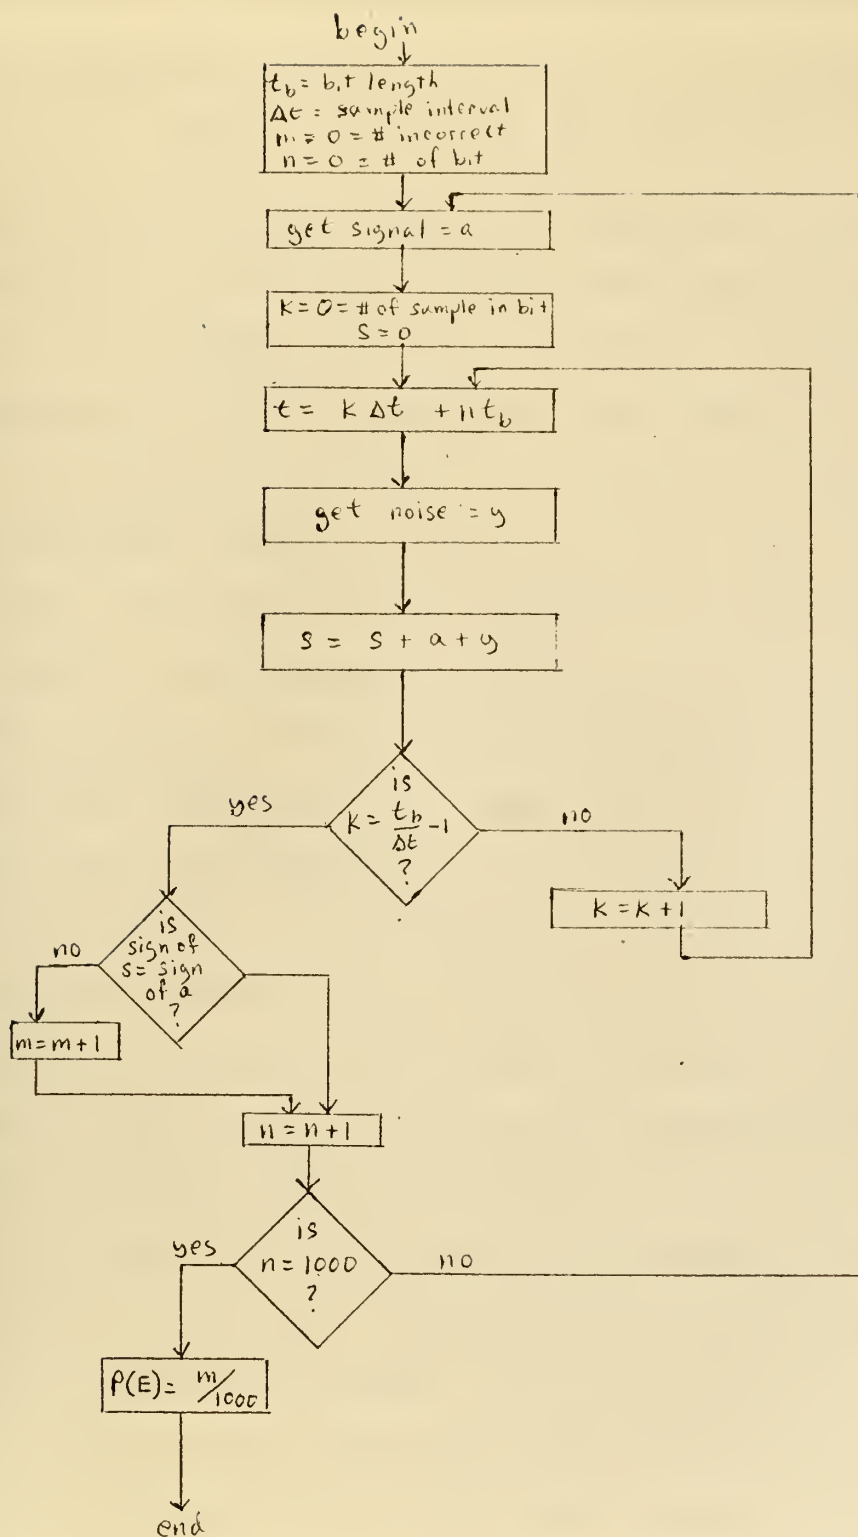 begin
t_b = bit length
Δt = sample interval
m = 0 = # incorrect
n = 0 = # of bit
get signal = a
K = 0 = # of sample in bit
S = 0
t = K Δt + n t_b
get noise = y
S = S + a + y
is
K = t_b/Δt - 1
?
yes
no
K = K + 1
is
sign of
S = sign
of a
?
no
m = m + 1
n = n + 1
is
n = 1000
?
yes
no
P(E) = m/1000
end